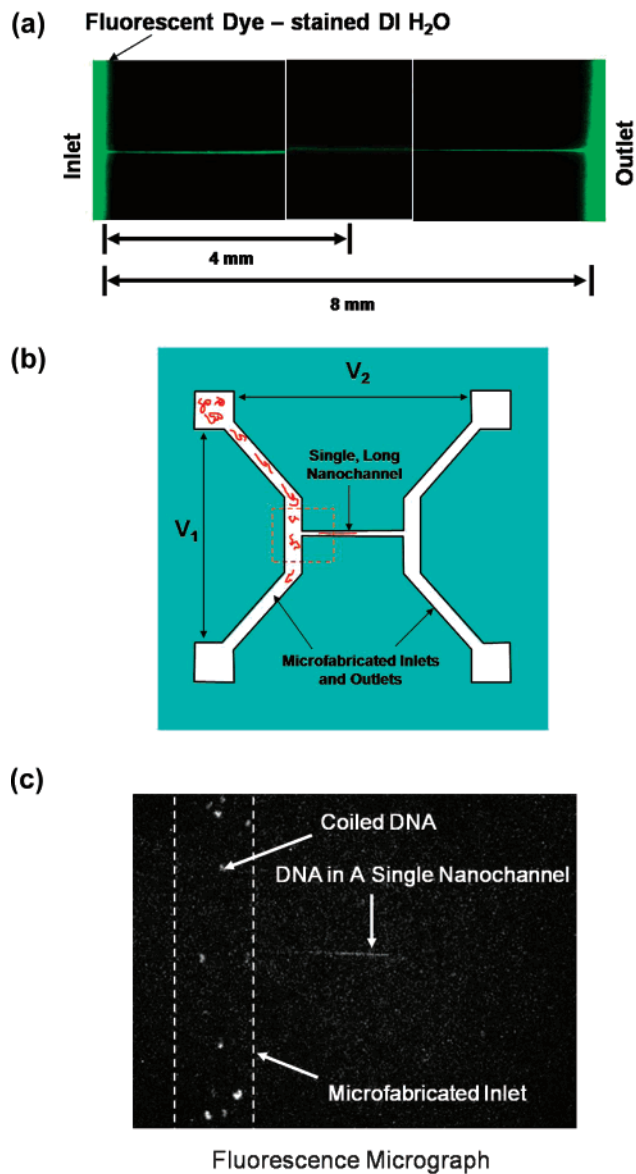 (a)
Fluorescent Dye – stained DI H₂O
Inlet
Outlet
4 mm
8 mm
(b)
V₂
Single, Long
Nanochannel
V₁
Microfabricated Inlets
and Outlets
(c)
Coiled DNA
DNA in A Single Nanochannel
Microfabricated Inlet
Fluorescence Micrograph